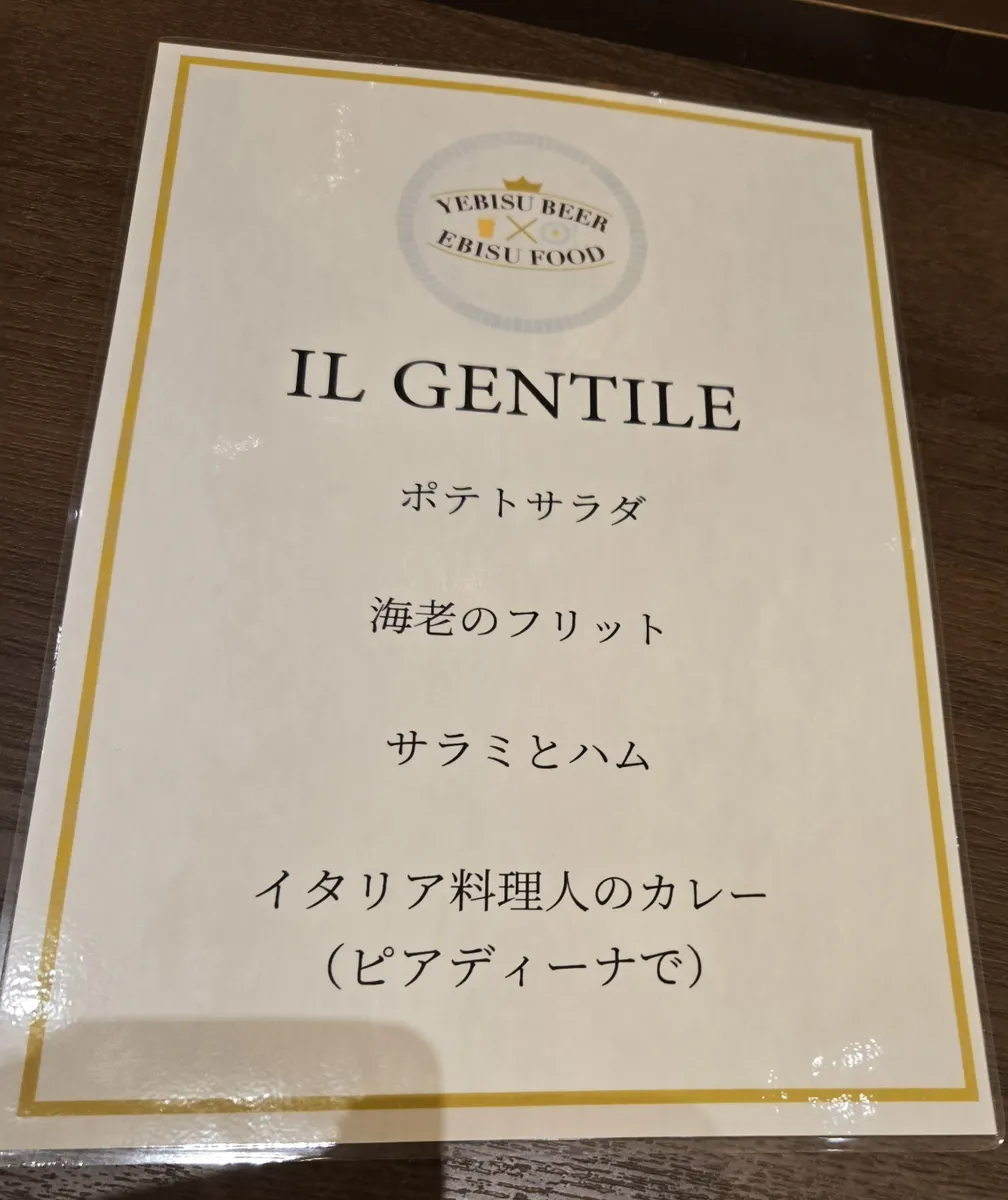 YEBISU BEER
EBISU FOOD
IL GENTILE
ポテトサラダ
海老のフリット
サラミとハム
イタリア料理人のカレー
（ピアディーナで）